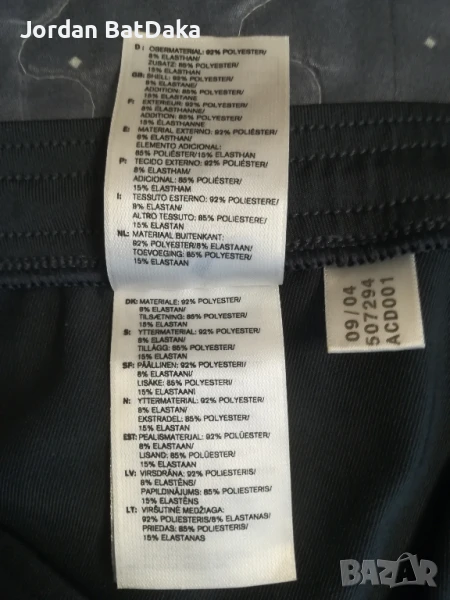 Jordan BatDaka
D: OBERMATERIAL: 92% POLYESTER/
8% ELASTHAN/
ZUSATZ: 85% POLYESTER/
15% ELASTHAN
GB: SHELL: 92% POLYESTER/
8% ELASTANE/
ADDITION: 85% POLYESTER/
15% ELASTANE
F: EXTERIEUR: 92% POLYESTER/
8% ELASTHANNE/
ADDITION: 85% POLYESTER/
15% ELASTHANNE
E: MATERIAL EXTERNO: 92% POLIÉSTER/
8% ELASTHAN/
ELEMENTO ADICIONAL:
85% POLIÉSTER/15% ELASTHAN
P: TECIDO EXTERNO: 92% POLIÉSTER/
8% ELASTHAM/
ADICIONAL: 85% POLIÉSTER/
15% ELASTHAM
I: TESSUTO ESTERNO: 92% POLIESTERE/
8% ELASTAN/
ALTRO TESSUTO: 85% POLIESTERE/
15% ELASTAN
NL: MATERIAAL BUITENKANT:
92% POLYESTER/8% ELASTAAN/
TOEVOEGING: 85% POLYESTER/
15% ELASTAAN
DK: MATERIALE: 92% POLYESTER/
8% ELASTAN/
TILSÆTNING: 85% POLYESTER/
15% ELASTAN
S: YTTERMATERIAL: 92% POLYESTER/
8% ELASTAN/
TILLÄGG: 85% POLYESTER/
15% ELASTAN
SF: PÄÄLLINEN: 92% POLYESTERI/
8% ELASTAANI/
LISÄKE: 85% POLYESTERI/
15% ELASTAANI
N: YTTERMATERIAL: 92% POLYESTER/
8% ELASTAN/
EKSTRADEL: 85% POLYESTER/
15% ELASTAN
EST: PEALISMATERJAL: 92% POLÜESTER/
8% ELASTAAN/
LISAND: 85% POLÜESTER/
15% ELASTAAN
LV: VIRSDRĀNA: 92% POLIESTERIS/
8% ELASTĒNS/
PAPILDINĀJUMS: 85% POLIESTERIS/
15% ELASTĒNS
LT: VIRŠUTINĖ MEDŽIAGA:
92% POLIESTERIS/8% ELASTANAS/
PRIEDAS: 85% POLIESTERIS/
15% ELASTANAS
09/04
507294
ACD001
BAZAR